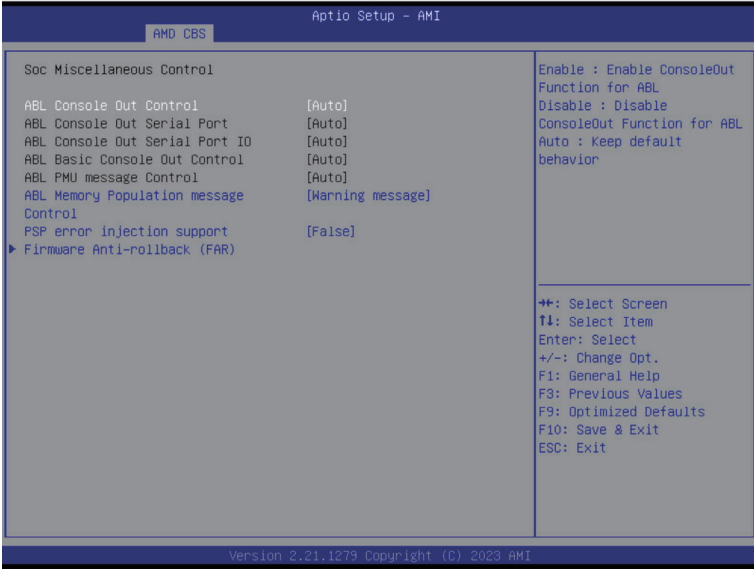 Aptio Setup - AMI
AMD CBS
Soc Miscellaneous Control
ABL Console Out Control [Auto]
ABL Console Out Serial Port [Auto]
ABL Console Out Serial Port IO [Auto]
ABL Basic Console Out Control [Auto]
ABL PMU message Control [Auto]
ABL Memory Population message [Warning message]
Control
PSP error injection support [False]
Firmware Anti-rollback (FAR)
Enable : Enable ConsoleOut
Function for ABL
Disable : Disable
ConsoleOut Function for ABL
Auto : Keep default
behavior
→←: Select Screen
↑↓: Select Item
Enter: Select
+/-: Change Opt.
F1: General Help
F3: Previous Values
F9: Optimized Defaults
F10: Save & Exit
ESC: Exit
Version 2.21.1279 Copyright (C) 2023 AMI